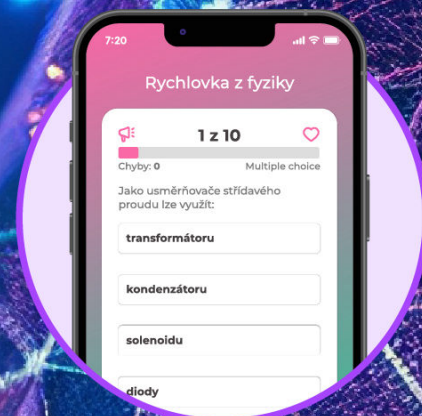 7:20
Rychlovka z fyziky
1 z 10
Chyby: 0
Multiple choice
Jako usměrňovače střídavého
proudu lze využít:
transformátoru
kondenzátoru
solenoidu
diody